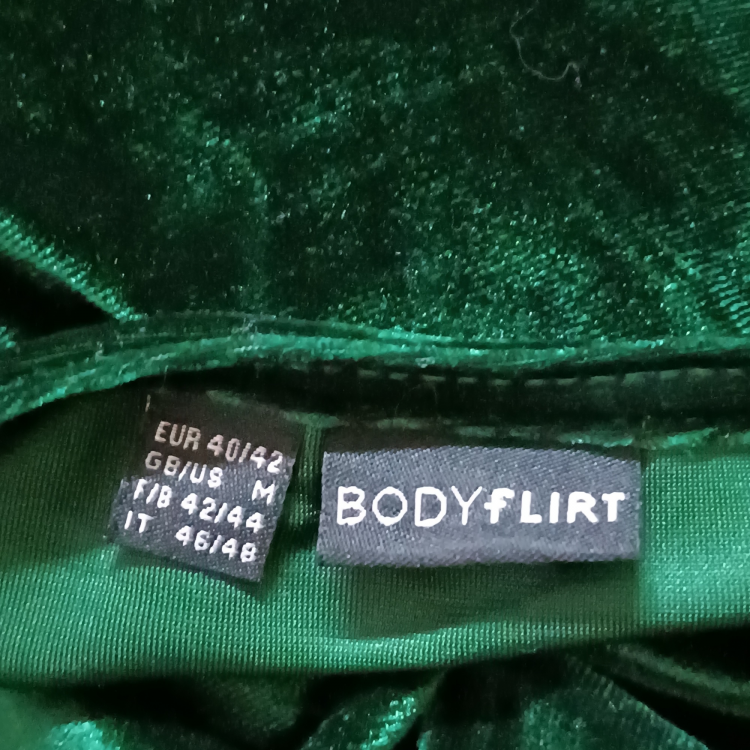 EUR 40/42
GB/US M
F/B 42/44
IT 46/48
BODYFLIRT